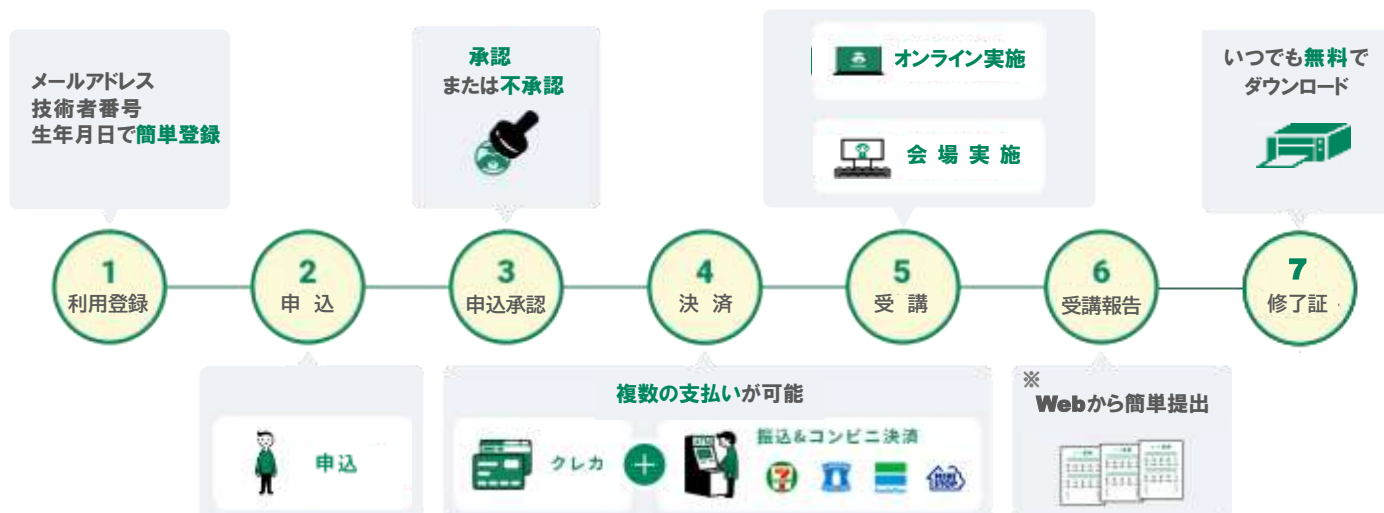 メールアドレス
技術者番号
生年月日で簡単登録
承認
または不承認
オンライン実施
会場実施
いつでも無料で
ダウンロード
1
利用登録
2
申込
3
申込承認
4
決済
5
受講
6
受講報告
7
修了証
申込
複数の支払いが可能
クレカ
振込&コンビニ決済
7
MINI
STOP
※
Webから簡単提出